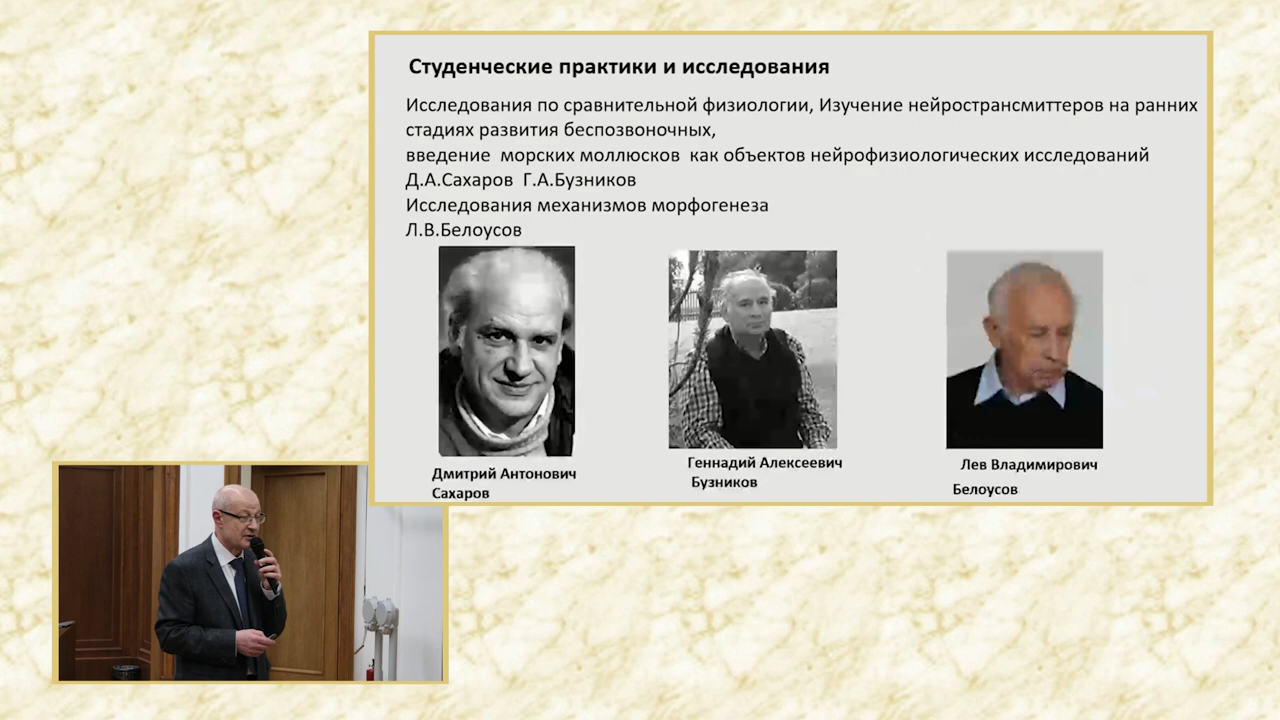 Студенческие практики и исследования
Исследования по сравнительной физиологии, Изучение нейротрансмиттеров на ранних
стадиях развития беспозвоночных,
введение морских моллюсков как объектов нейрофизиологических исследований
Д.А.Сахаров Г.А.Бузников
Исследования механизмов морфогенеза
Л.В.Белоусов
Дмитрий Антонович
Сахаров
Геннадий Алексеевич
Бузников
Лев Владимирович
Белоусов